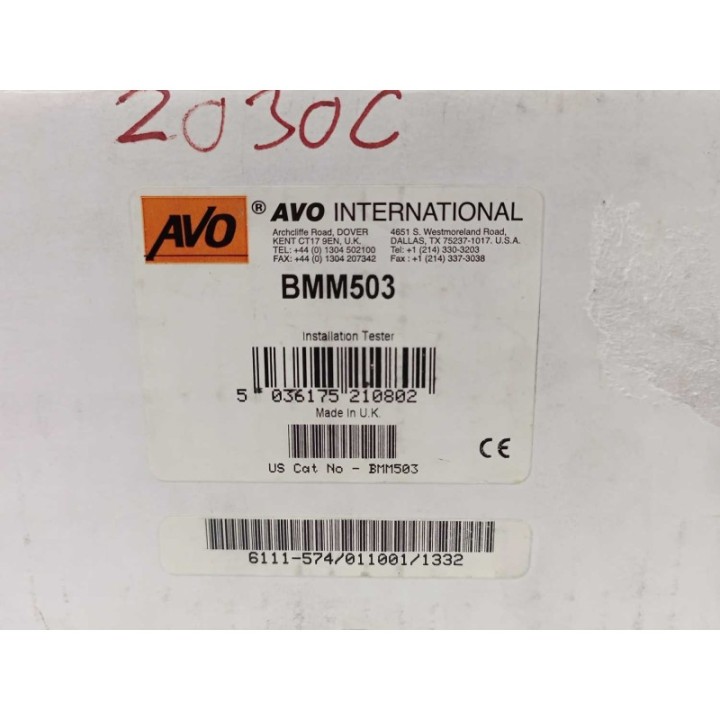 2030C
AVO ® AVO INTERNATIONAL
Archcliffe Road, DOVER
KENT CT17 9EN, U.K.
TEL: +44 (0) 1304 502100
FAX: +44 (0) 1304 207342
4651 S. Westmoreland Road,
DALLAS, TX 75237-1017. U.S.A.
Tel: +1 (214) 330-3203
Fax : +1 (214) 337-3038
BMM503
Installation Tester
5 036175 210802
Made In U.K.
CE
US Cat No - BMM503
6111-574/011001/1332